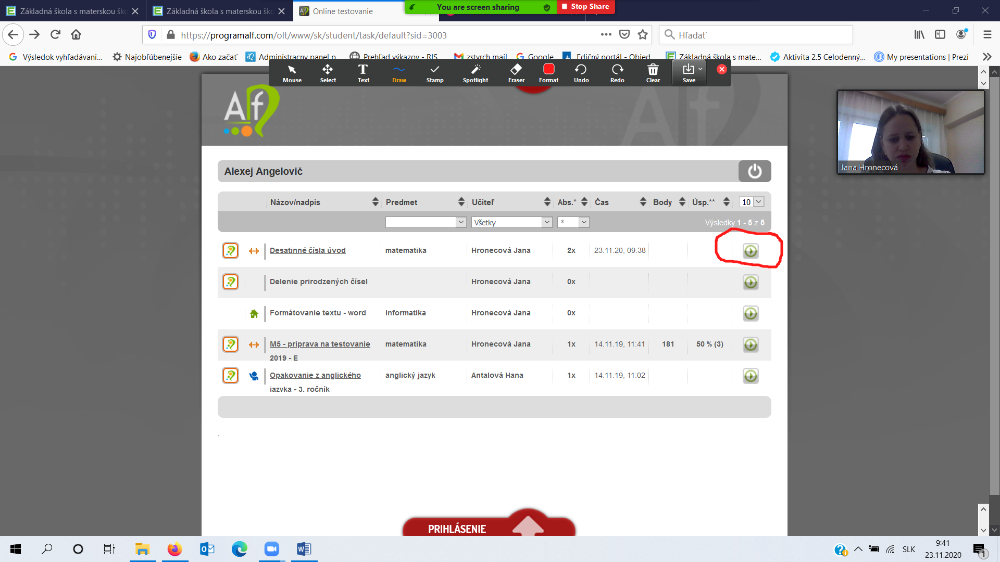 Základná škola s materskou ško
Základná škola s materskou ško
Online testovanie
You are screen sharing
Stop Share
https://programalf.com/olt/www/sk/student/task/default?sid=3003
Hľadať
Výsledok vyhľadávani...
Najobľúbenejšie
Ako začať
Administracny panel n
Prehľad výkazov - RIS
zstvrch mail
Google
Edičný portál - Objed
Základná škola s mate...
Aktivita 2.5 Celodenný...
My presentations | Prezi
Mouse
Select
Text
Draw
Stamp
Spotlight
Eraser
Format
Undo
Redo
Clear
Save
Alf
Jana Hronecová
Alexej Angelovič
Názov/nadpis Predmet Učiteľ Abs.* Čas Body Úsp.** 10
Všetky * Výsledky 1 - 5 z 5
Desatinné čísla úvod matematika Hronecová Jana 2x 23.11.20, 09:38
Delenie prirodzených čísel Hronecová Jana 0x
Formátovanie textu - word informatika Hronecová Jana 0x
M5 - príprava na testovanie matematika Hronecová Jana 1x 14.11.19, 11:41 181 50 % (3)
2019 - E
Opakovanie z anglického anglický jazyk Antalová Hana 1x 14.11.19, 11:02
jazyka - 3. ročník
PRIHLÁSENIE
SLK
9:41
23.11.2020
1